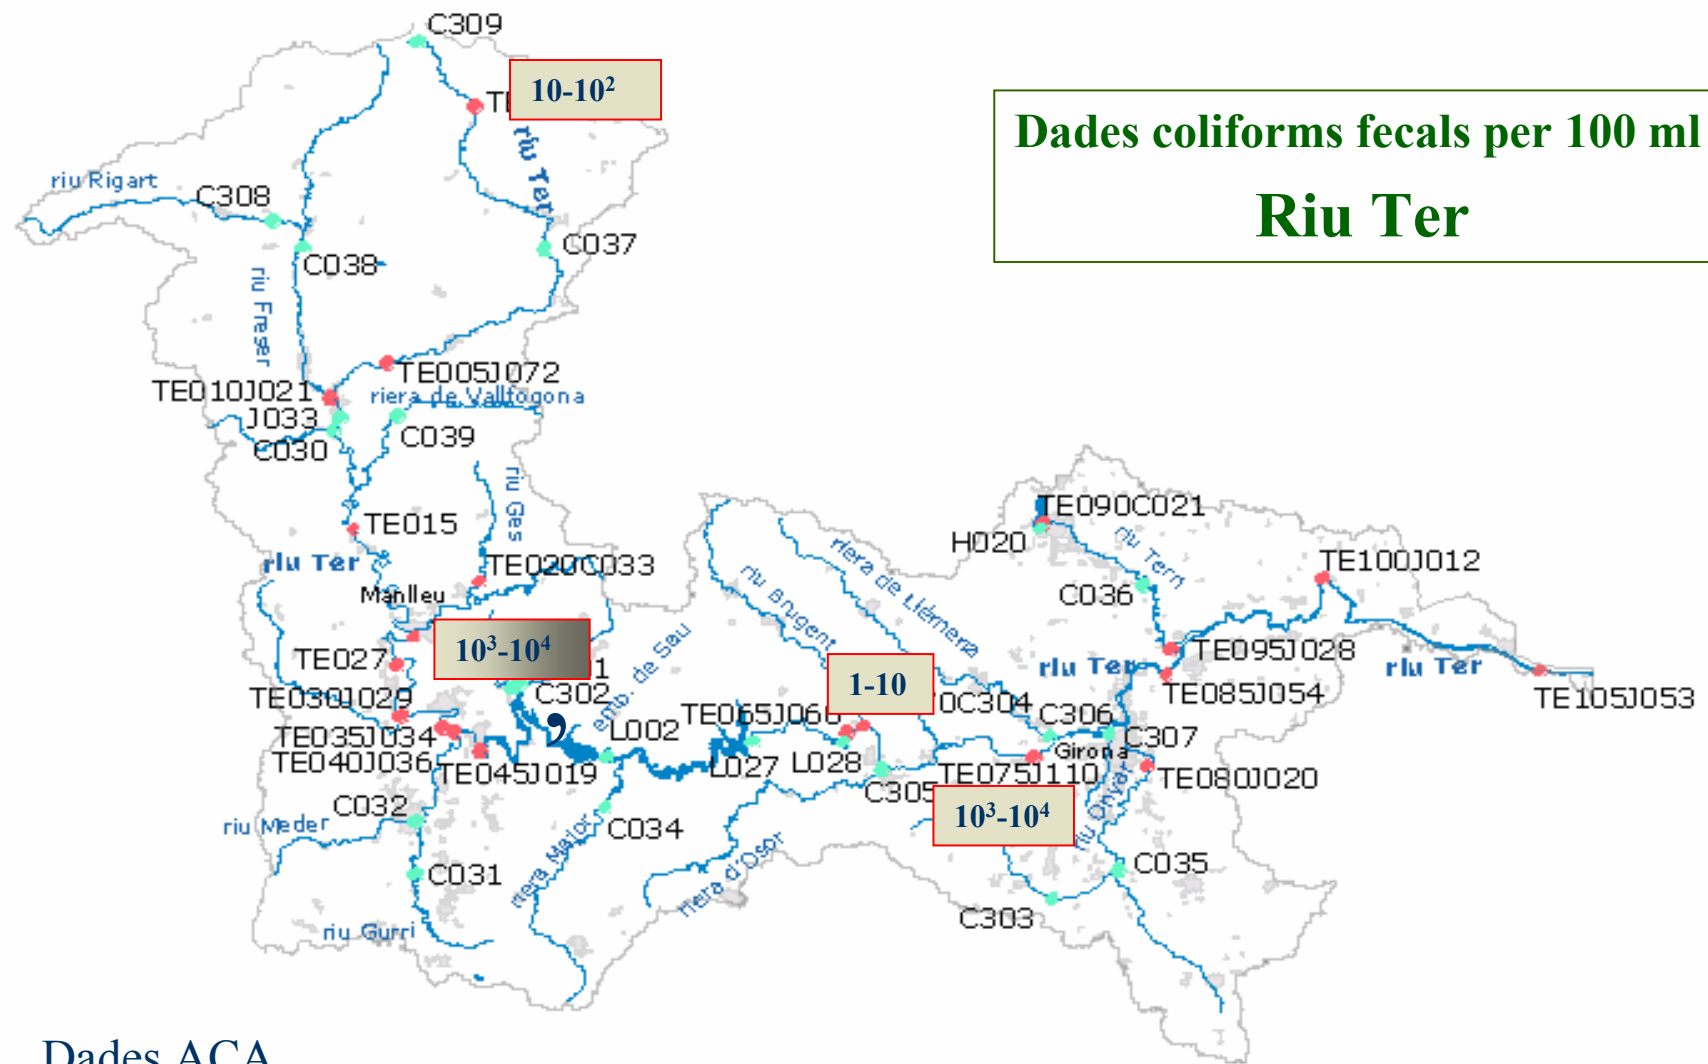 C309
10-10²
Dades coliforms fecals per 100 ml
Riu Ter
riu Ter
riu Rigart
C308
C037
C038
riu Freser
TE005J072
TE010J021
riera de Vallfogona
J033
C039
C030
riu Ges
TE015
TE090C021
H020
riu Terri
riu Ter
TE020C033
TE100J012
riera de Llémena
riu Brugent
C036
Manlleu
10³-10⁴
TE027
emb. de Sau
1-10
riu Ter
TE095J028
riu Ter
C302
TE030J029
TE085J054
TE105J053
0C304
C306
,
TE035J034
L002
C307
Girona
TE040J036
TE045J019
L027
L028
TE075J110
TE080J020
C305
10³-10⁴
riu Onyar
C032
riu Meder
C034
riera Major
riera d'Osor
C035
C031
C303
riu Gurri
Dades ACA